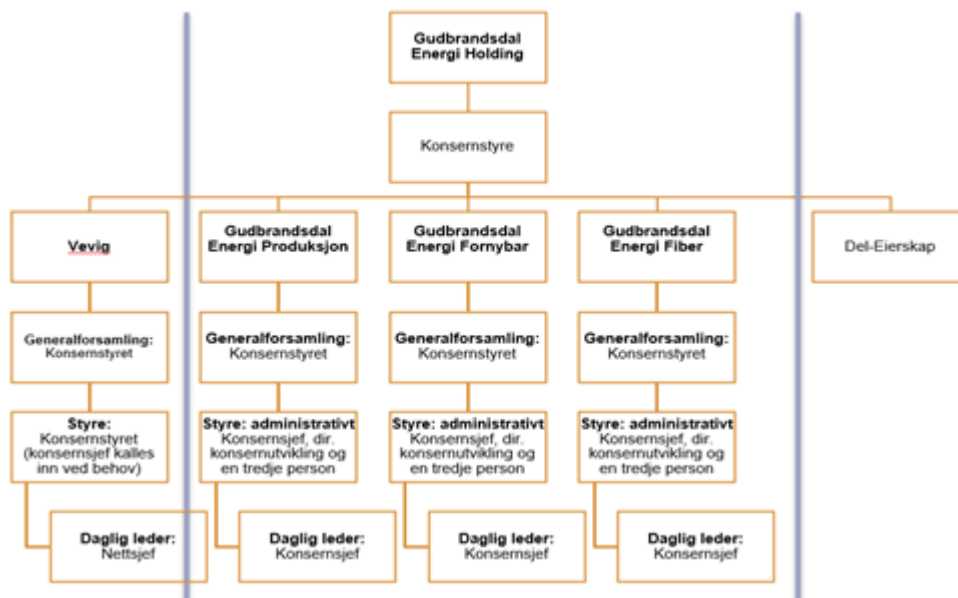 Gudbrandsdal
Energi Holding
Konsernstyre
Vevig
Gudbrandsdal
Energi Produksjon
Gudbrandsdal
Energi Fornybar
Gudbrandsdal
Energi Fiber
Del-Eierskap
Generalforsamling:
Konsernstyret
Generalforsamling:
Konsernstyret
Generalforsamling:
Konsernstyret
Generalforsamling:
Konsernstyret
Styre:
Konsernstyret
(konsernsjef kalles
inn ved behov)
Styre: administrativt
Konsernsjef, dir.
konsernutvikling og
en tredje person
Styre: administrativt
Konsernsjef, dir.
konsernutvikling og
en tredje person
Styre: administrativt
Konsernsjef, dir.
konsernutvikling og
en tredje person
Daglig leder:
Nettsjef
Daglig leder:
Konsernsjef
Daglig leder:
Konsernsjef
Daglig leder:
Konsernsjef